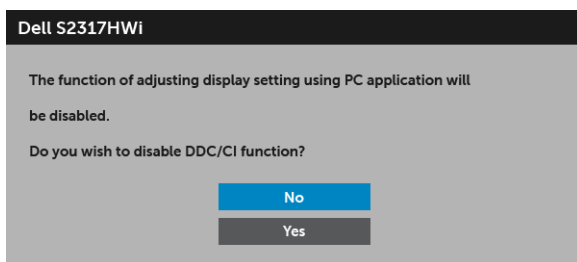 Dell S2317HWi
The function of adjusting display setting using PC application will
be disabled.
Do you wish to disable DDC/CI function?
No
Yes